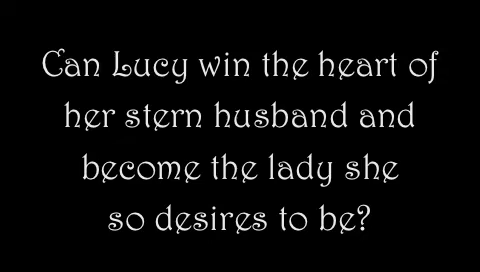 Can Lucy win the heart of
her stern husband and
become the lady she
so desires to be?